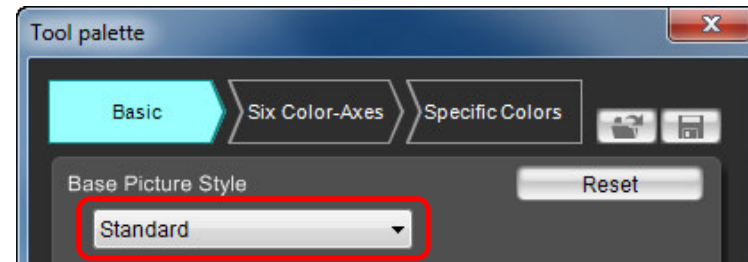 Tool palette
Basic Six Color-Axes Specific Colors
Base Picture Style Reset
Standard